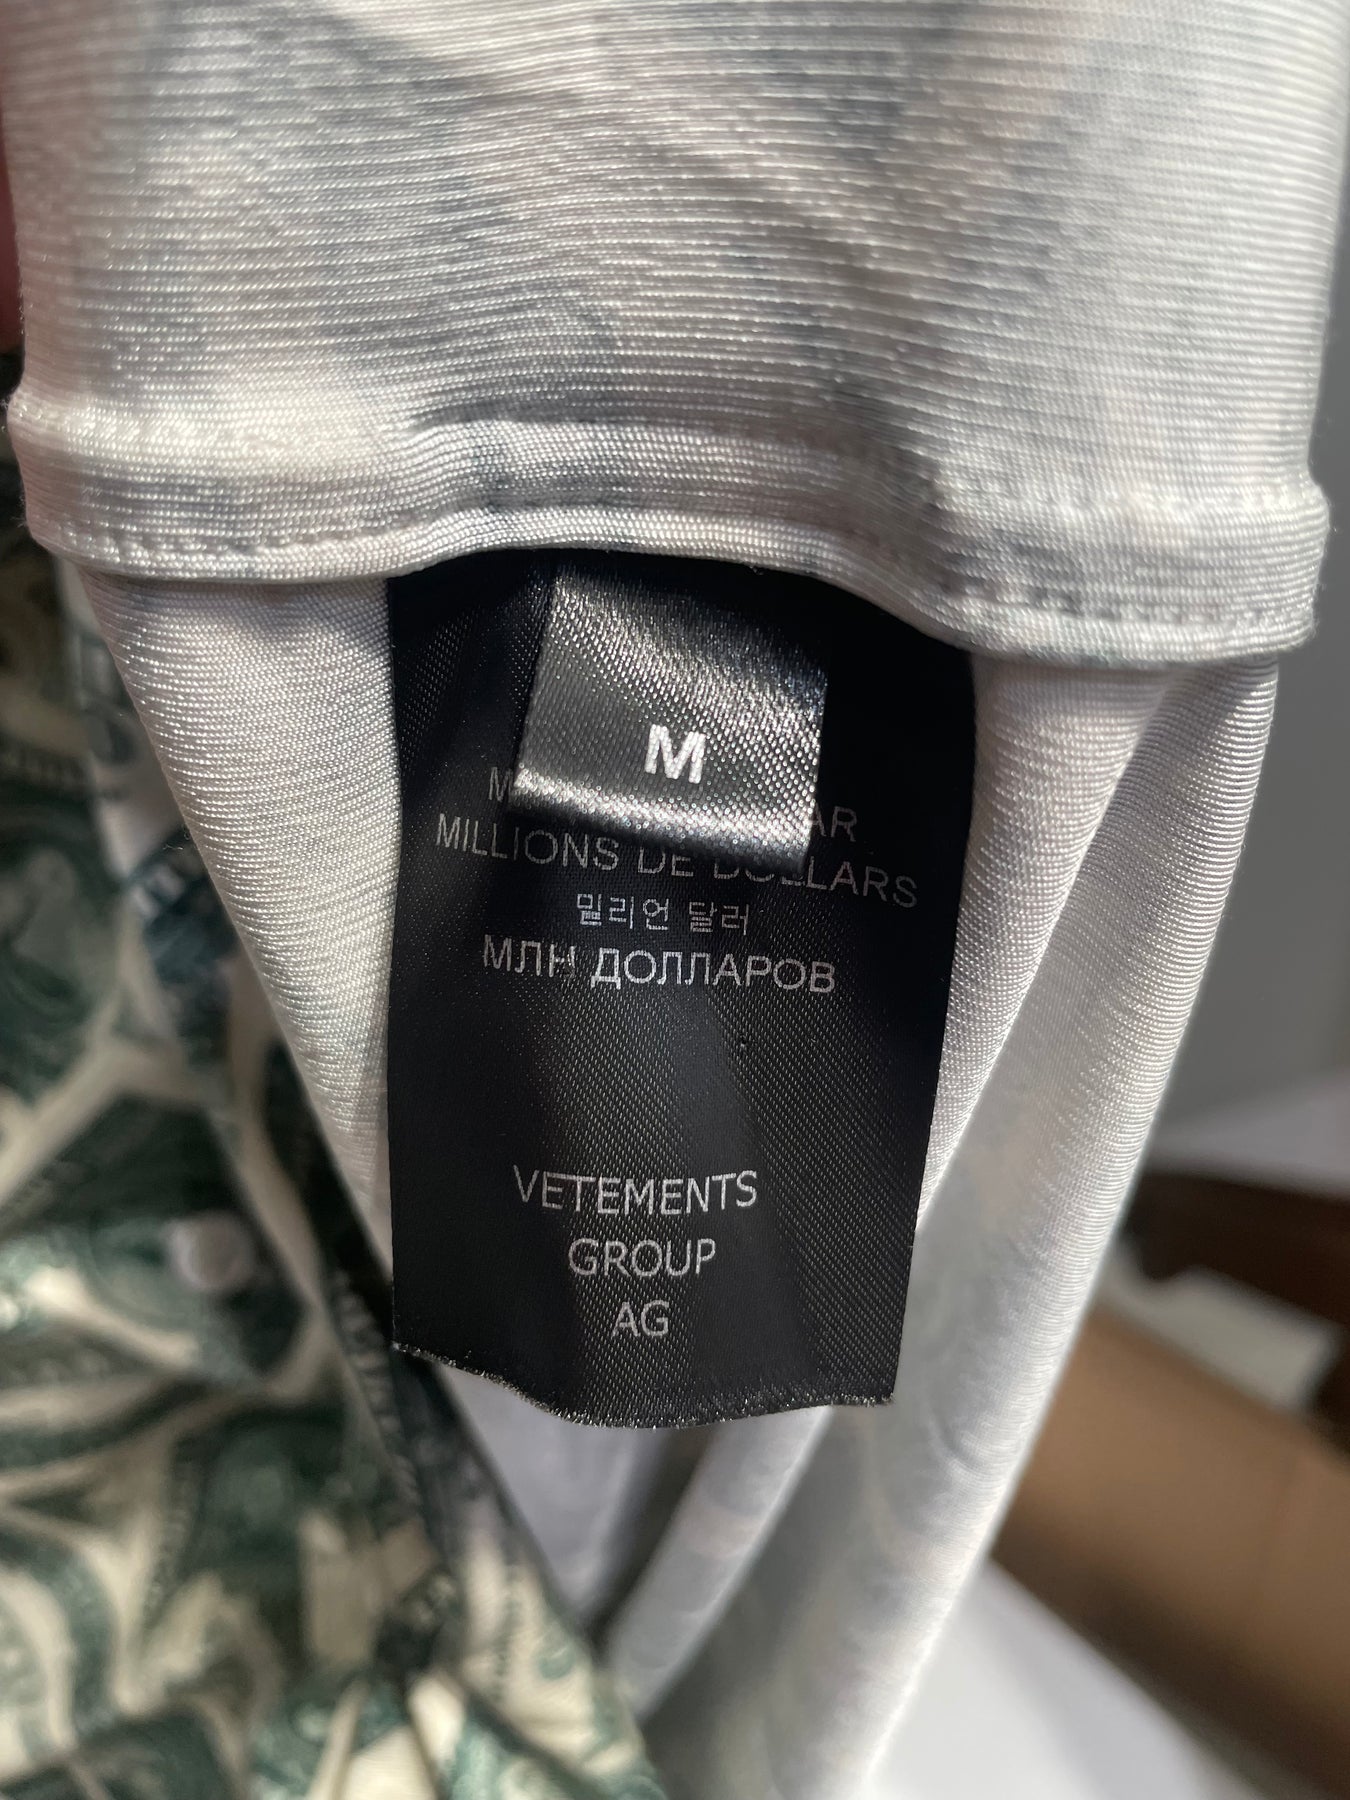 M
MILLIONS DE DOLLARS
밀리언 달러
МЛН ДОЛЛАРОВ
VETEMENTS
GROUP
AG